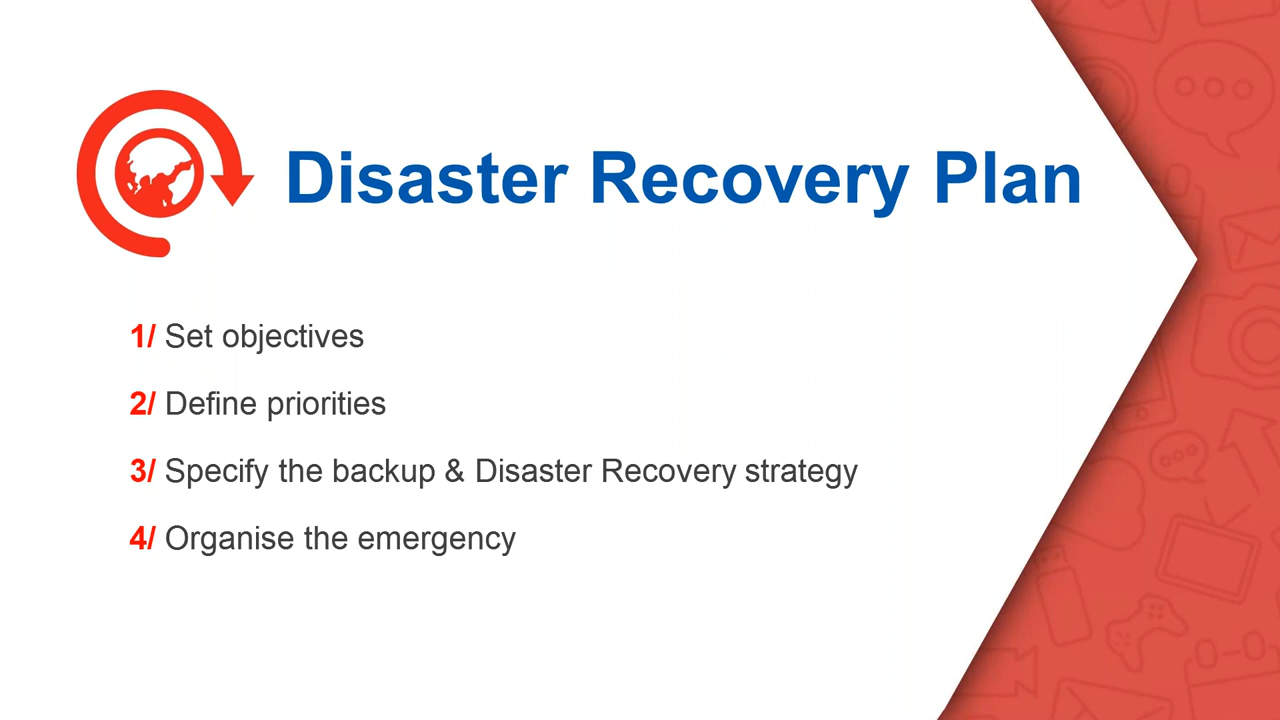 Disaster Recovery Plan
1/ Set objectives
2/ Define priorities
3/ Specify the backup & Disaster Recovery strategy
4/ Organise the emergency